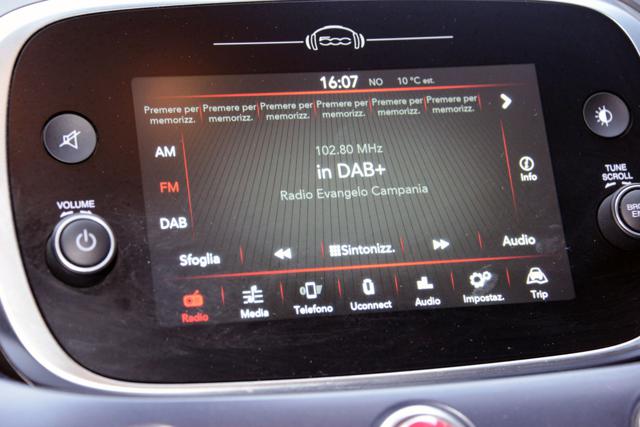 500
16:07 NO 10°C est.
Premere per memorizz. Premere per memorizz. Premere per memorizz. Premere per memorizz. Premere per memorizz. Premere per memorizz.
AM
102.80 MHz
FM
in DAB+
Info
Radio Evangelo Campania
DAB
TUNE
SCROLL
VOLUME
Sfoglia
Sintonizz.
Audio
Radio Media Telefono Uconnect Audio Impostaz. Trip